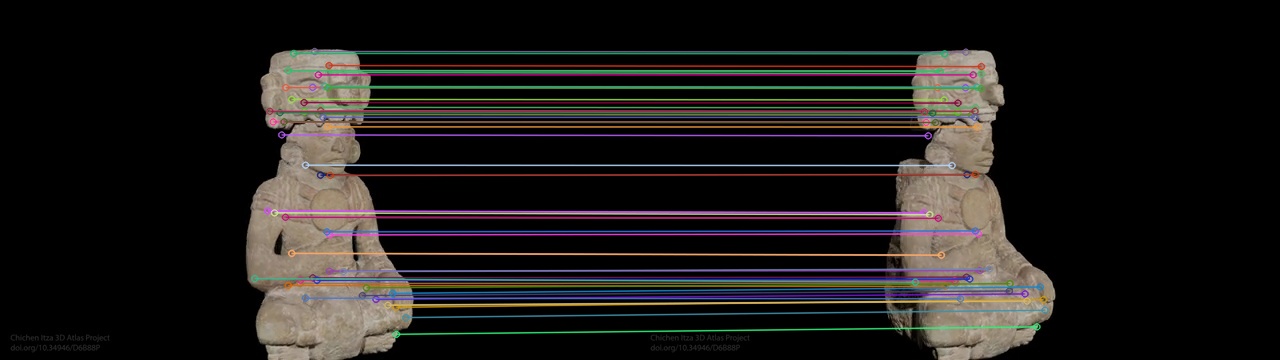 Chichen Itza 3D Atlas Project
doi.org/10.34946/D6B88P
Chichen Itza 3D Atlas Project
doi.org/10.34946/D6B88P